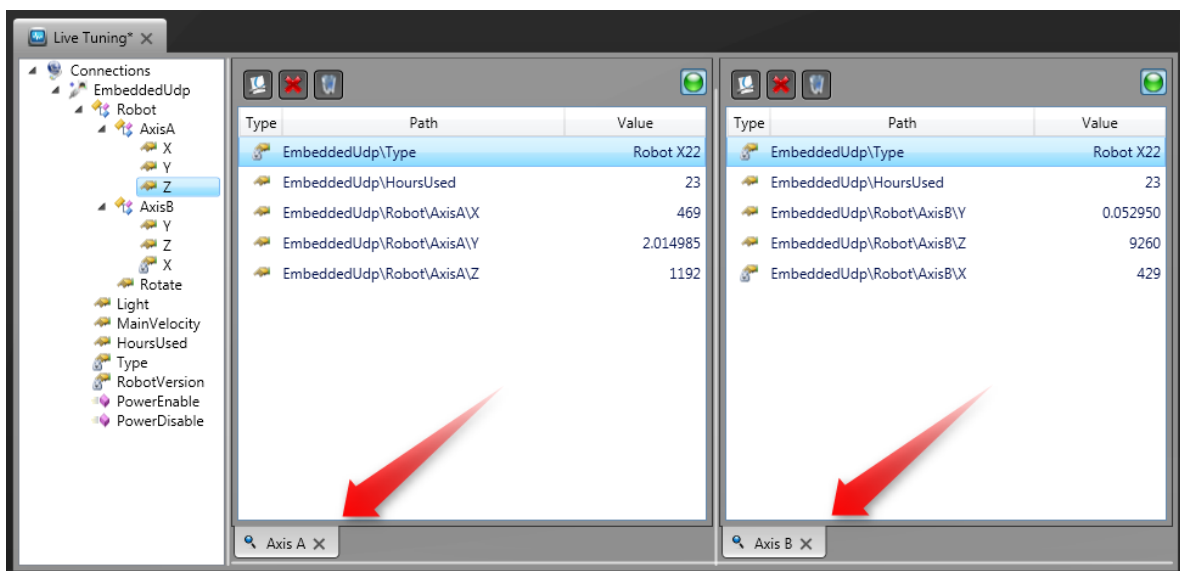 Live Tuning*
Connections
EmbeddedUdp
Robot
AxisA
X
Y
Z
AxisB
Y
Z
X
Rotate
Light
MainVelocity
HoursUsed
Type
RobotVersion
PowerEnable
PowerDisable
Type Path Value
EmbeddedUdp\Type Robot X22
EmbeddedUdp\HoursUsed 23
EmbeddedUdp\Robot\AxisA\X 469
EmbeddedUdp\Robot\AxisA\Y 2.014985
EmbeddedUdp\Robot\AxisA\Z 1192
Axis A
Type Path Value
EmbeddedUdp\Type Robot X22
EmbeddedUdp\HoursUsed 23
EmbeddedUdp\Robot\AxisB\Y 0.052950
EmbeddedUdp\Robot\AxisB\Z 9260
EmbeddedUdp\Robot\AxisB\X 429
Axis B